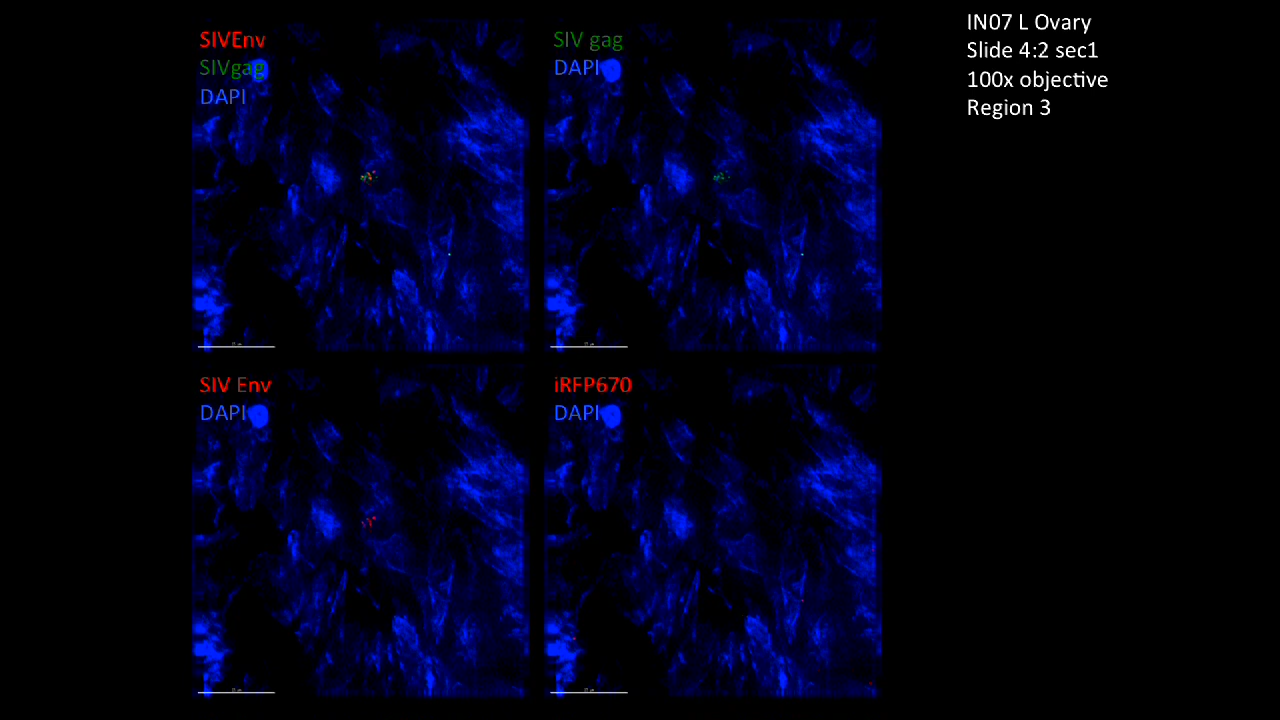 SIVEnv
SIVgag
DAPI
SIV gag
DAPI
IN07 L Ovary
Slide 4:2 sec1
100x objective
Region 3
SIV Env
DAPI
iRFP670
DAPI